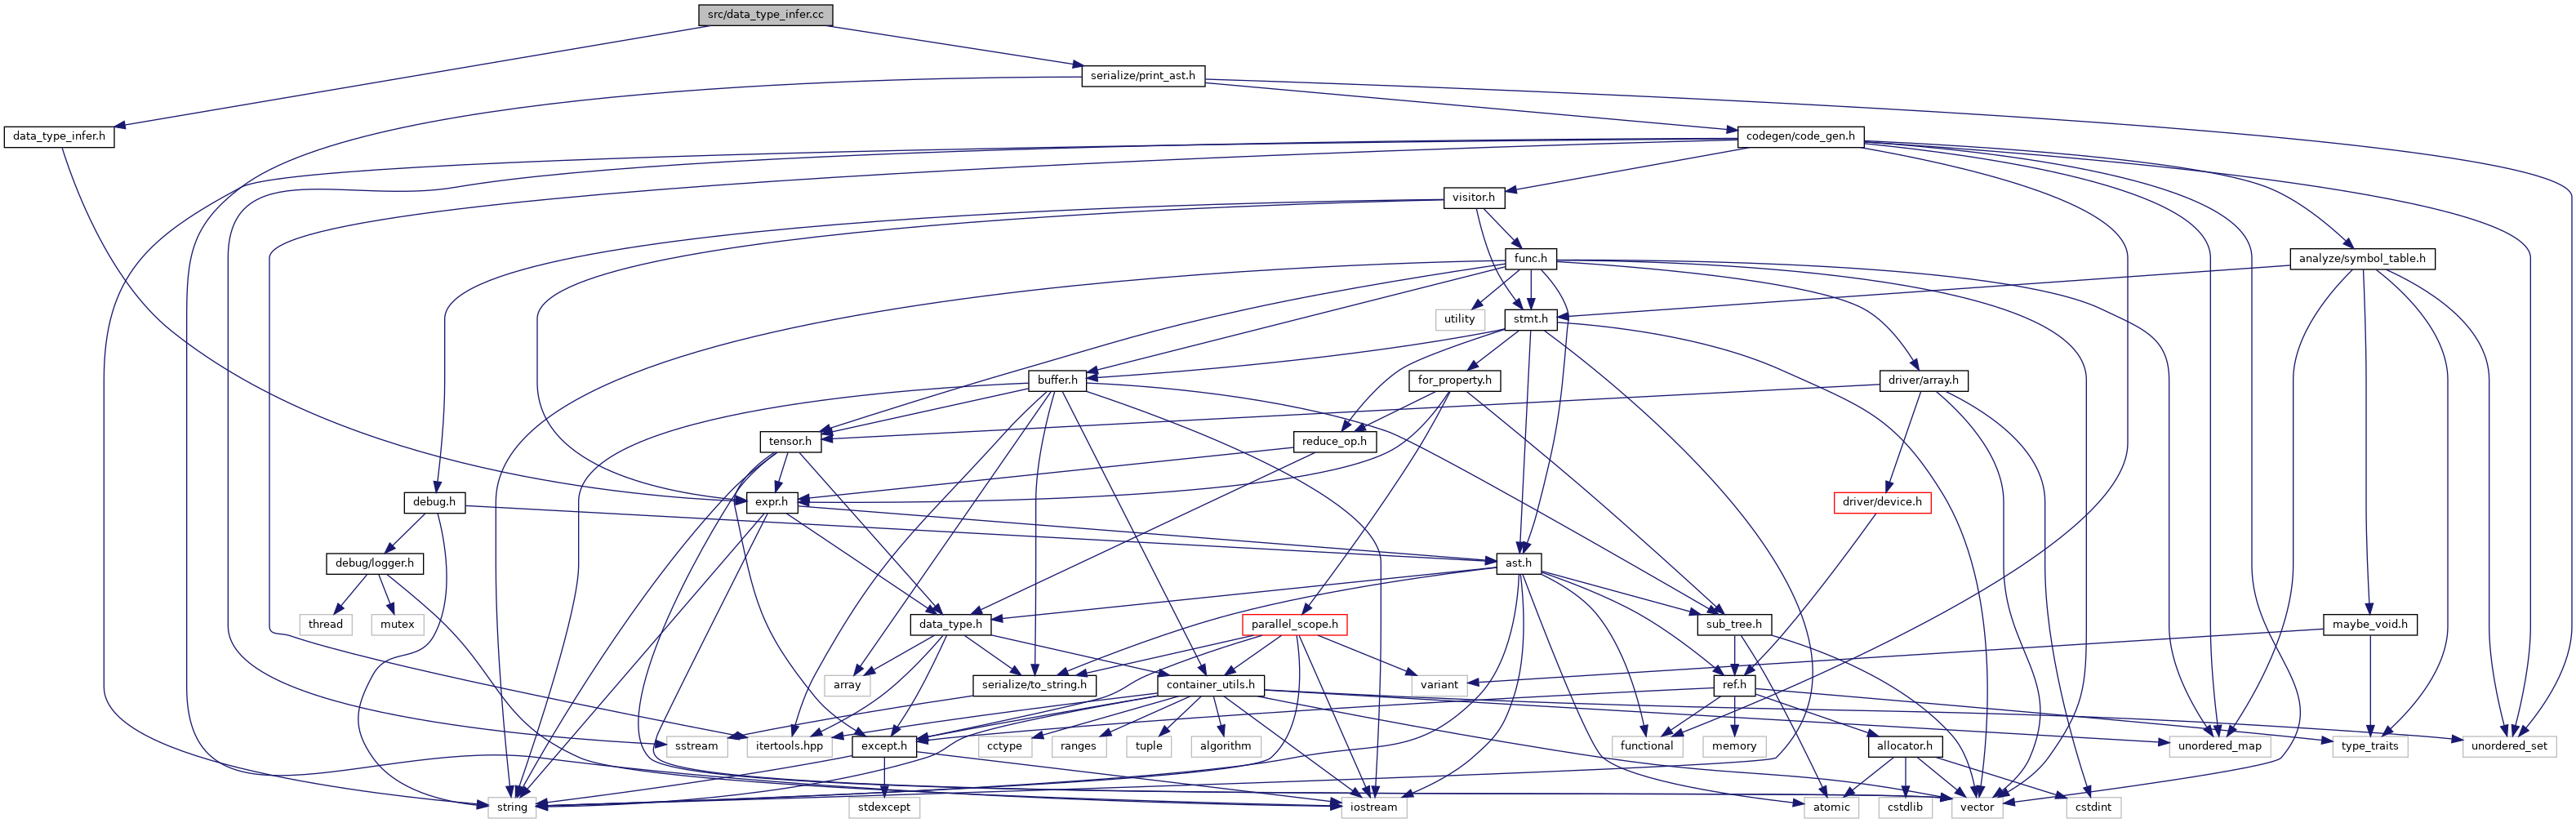 src/data_type_infer.cc
serialize/print_ast.h
data_type_infer.h
codegen/code_gen.h
visitor.h
func.h
analyze/symbol_table.h
utility
stmt.h
buffer.h
for_property.h
driver/array.h
tensor.h
reduce_op.h
debug.h
expr.h
driver/device.h
debug/logger.h
ast.h
thread
mutex
data_type.h
parallel_scope.h
sub_tree.h
maybe_void.h
array
serialize/to_string.h
container_utils.h
variant
ref.h
sstream
itertools.hpp
except.h
cctype
ranges
tuple
algorithm
functional
memory
allocator.h
unordered_map
type_traits
unordered_set
string
stdexcept
iostream
atomic
cstdlib
vector
cstdint